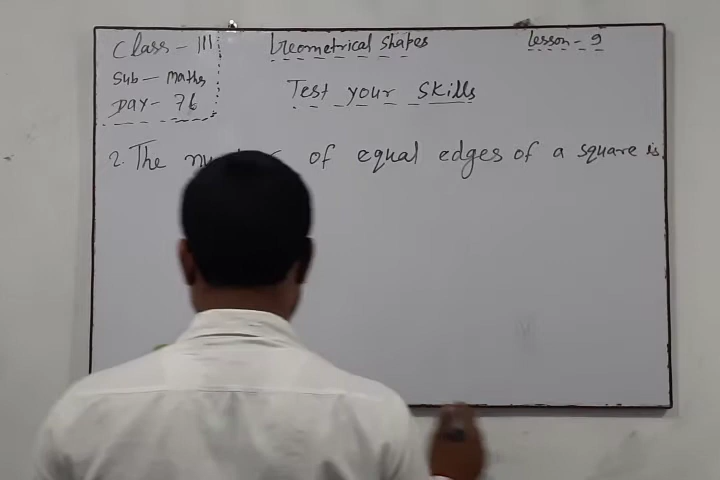 Class - III
Geometrical Shapes
Lesson - 9
Sub - Maths
Day - 76
Test your Skills
2. The of equal edges of a square is